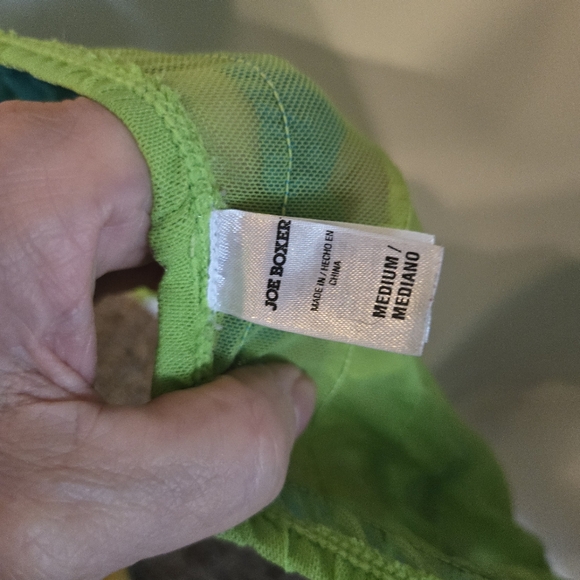 JOE BOXER
MADE IN / HECHO EN
CHINA
MEDIUM /
MEDIANO